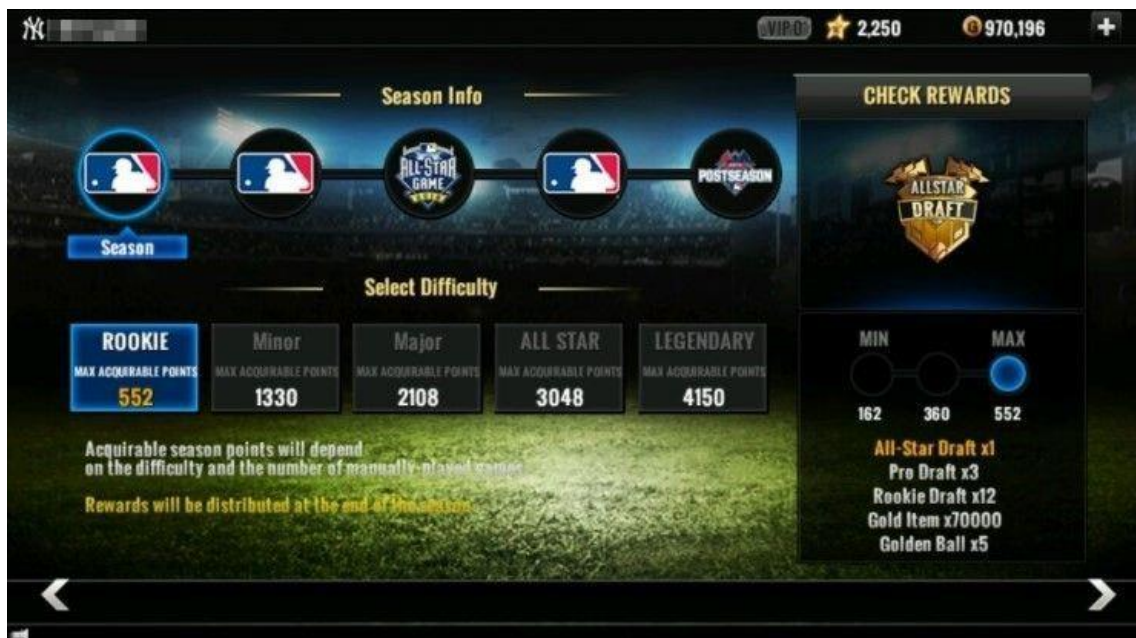 NY
VIP 0
2,250
G 970,196
+
Season Info
ALL-STAR
GAME
POSTSEASON
Season
Select Difficulty
ROOKIE
MAX ACQUIRABLE POINTS
552
Minor
MAX ACQUIRABLE POINTS
1330
Major
MAX ACQUIRABLE POINTS
2108
ALL STAR
MAX ACQUIRABLE POINTS
3048
LEGENDARY
MAX ACQUIRABLE POINTS
4150
Acquirable season points will depend
on the difficulty and the number of manually-played games.
Rewards will be distributed at the end of the season.
CHECK REWARDS
ALLSTAR
DRAFT
MIN
MAX
162
360
552
All-Star Draft x1
Pro Draft x3
Rookie Draft x12
Gold Item x70000
Golden Ball x5